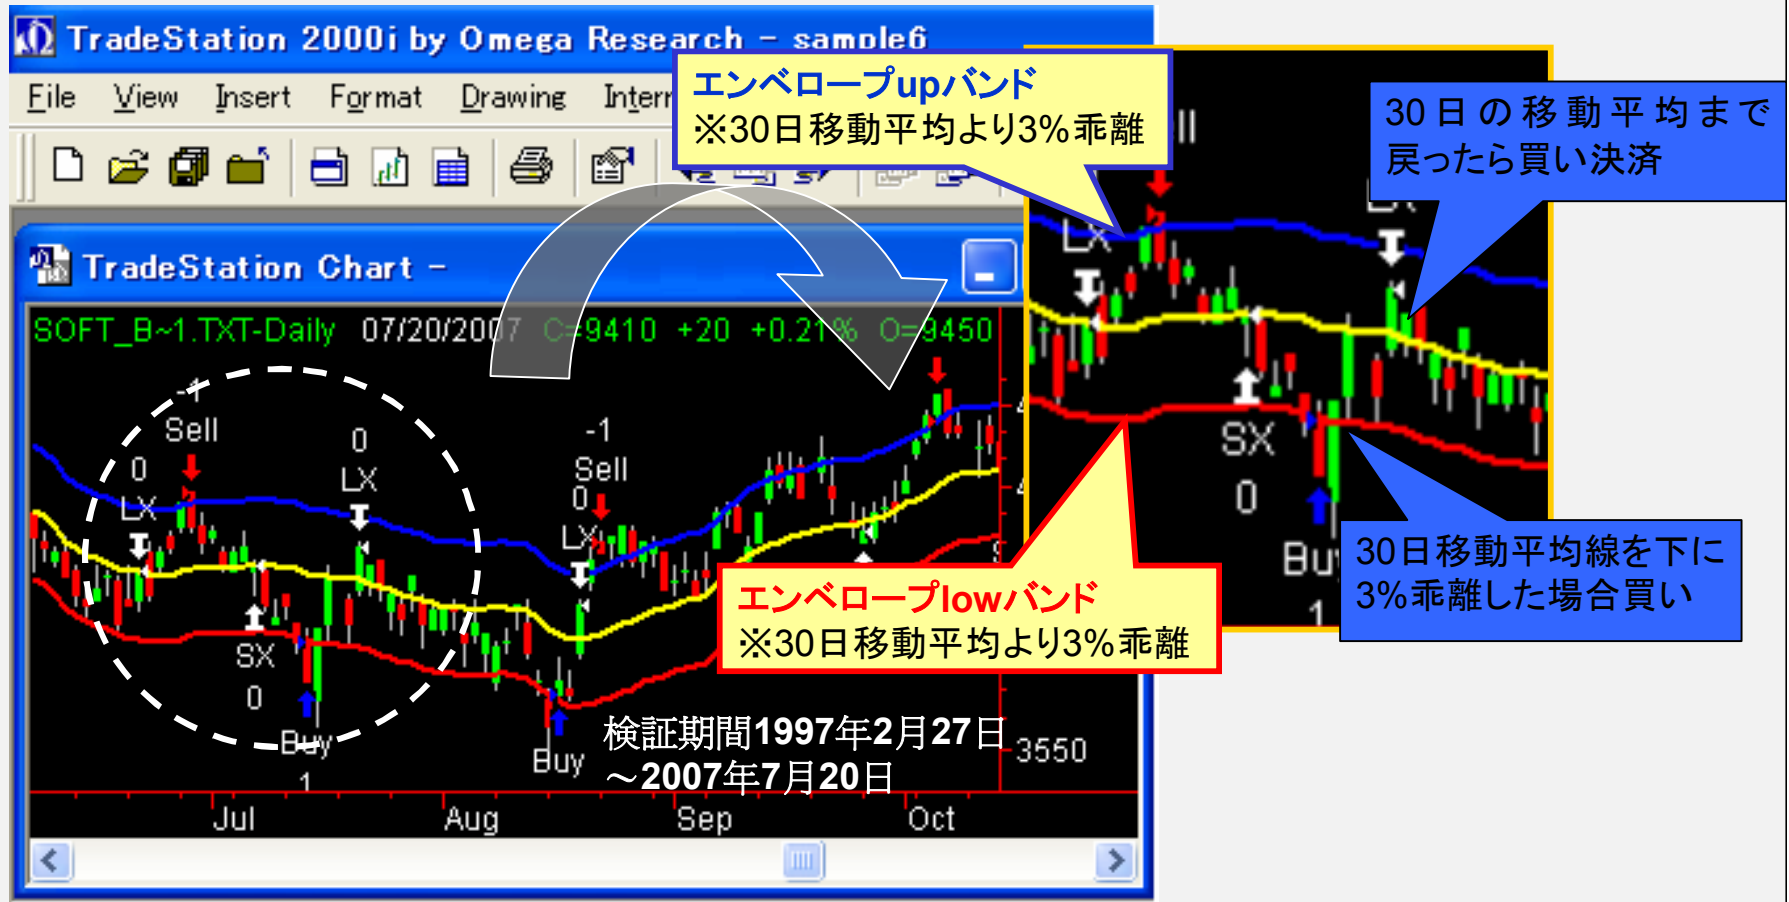 TradeStation 2000i by Omega Research - sample6
File View Insert Format Drawing
エンベロープupバンド
※30日移動平均より3%乖離
30日の移動平均まで
戻ったら買い決済
TradeStation Chart -
SOFT_B~1.TXT-Daily 07/20/2007 C=9410 +20 +0.21% O=9450
-1
Sell
0
LX
0
LX
-1
Sell
0
LX
SX
0
Buy
1
Buy
LX
SX
0
1
エンベロープlowバンド
※30日移動平均より3%乖離
30日移動平均線を下に
3%乖離した場合買い
検証期間1997年2月27日
～2007年7月20日
3550
Jul Aug Sep Oct